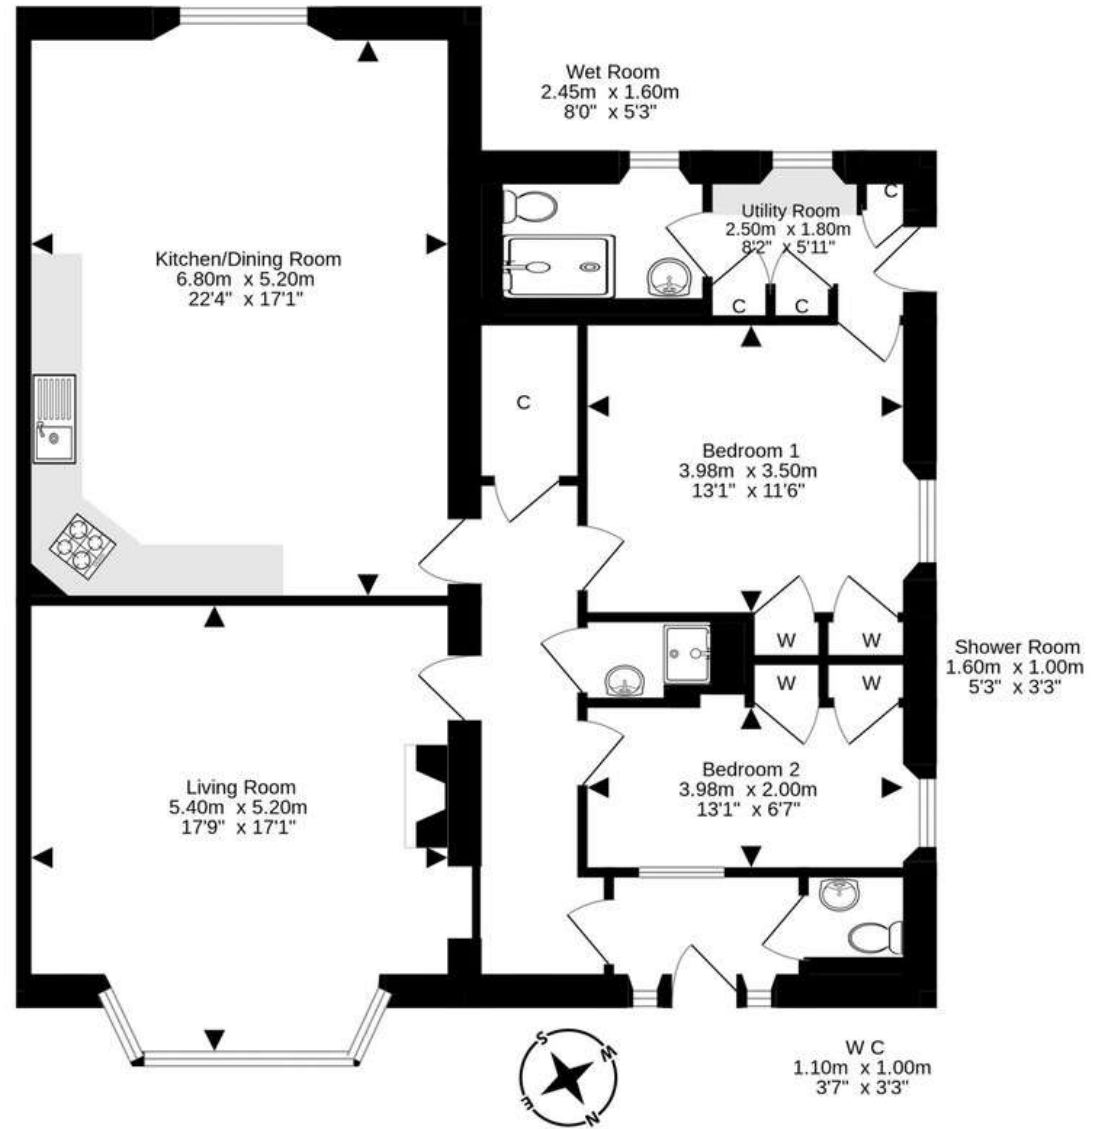 Wet Room
2.45m x 1.60m
8'0" x 5'3"
C
Utility Room
2.50m x 1.80m
8'2" x 5'11"
C
C
Kitchen/Dining Room
6.80m x 5.20m
22'4" x 17'1"
C
Bedroom 1
3.98m x 3.50m
13'1" x 11'6"
W
W
Shower Room
1.60m x 1.00m
5'3" x 3'3"
W
W
Bedroom 2
3.98m x 2.00m
13'1" x 6'7"
Living Room
5.40m x 5.20m
17'9" x 17'1"
S
W
E
N
W C
1.10m x 1.00m
3'7" x 3'3"